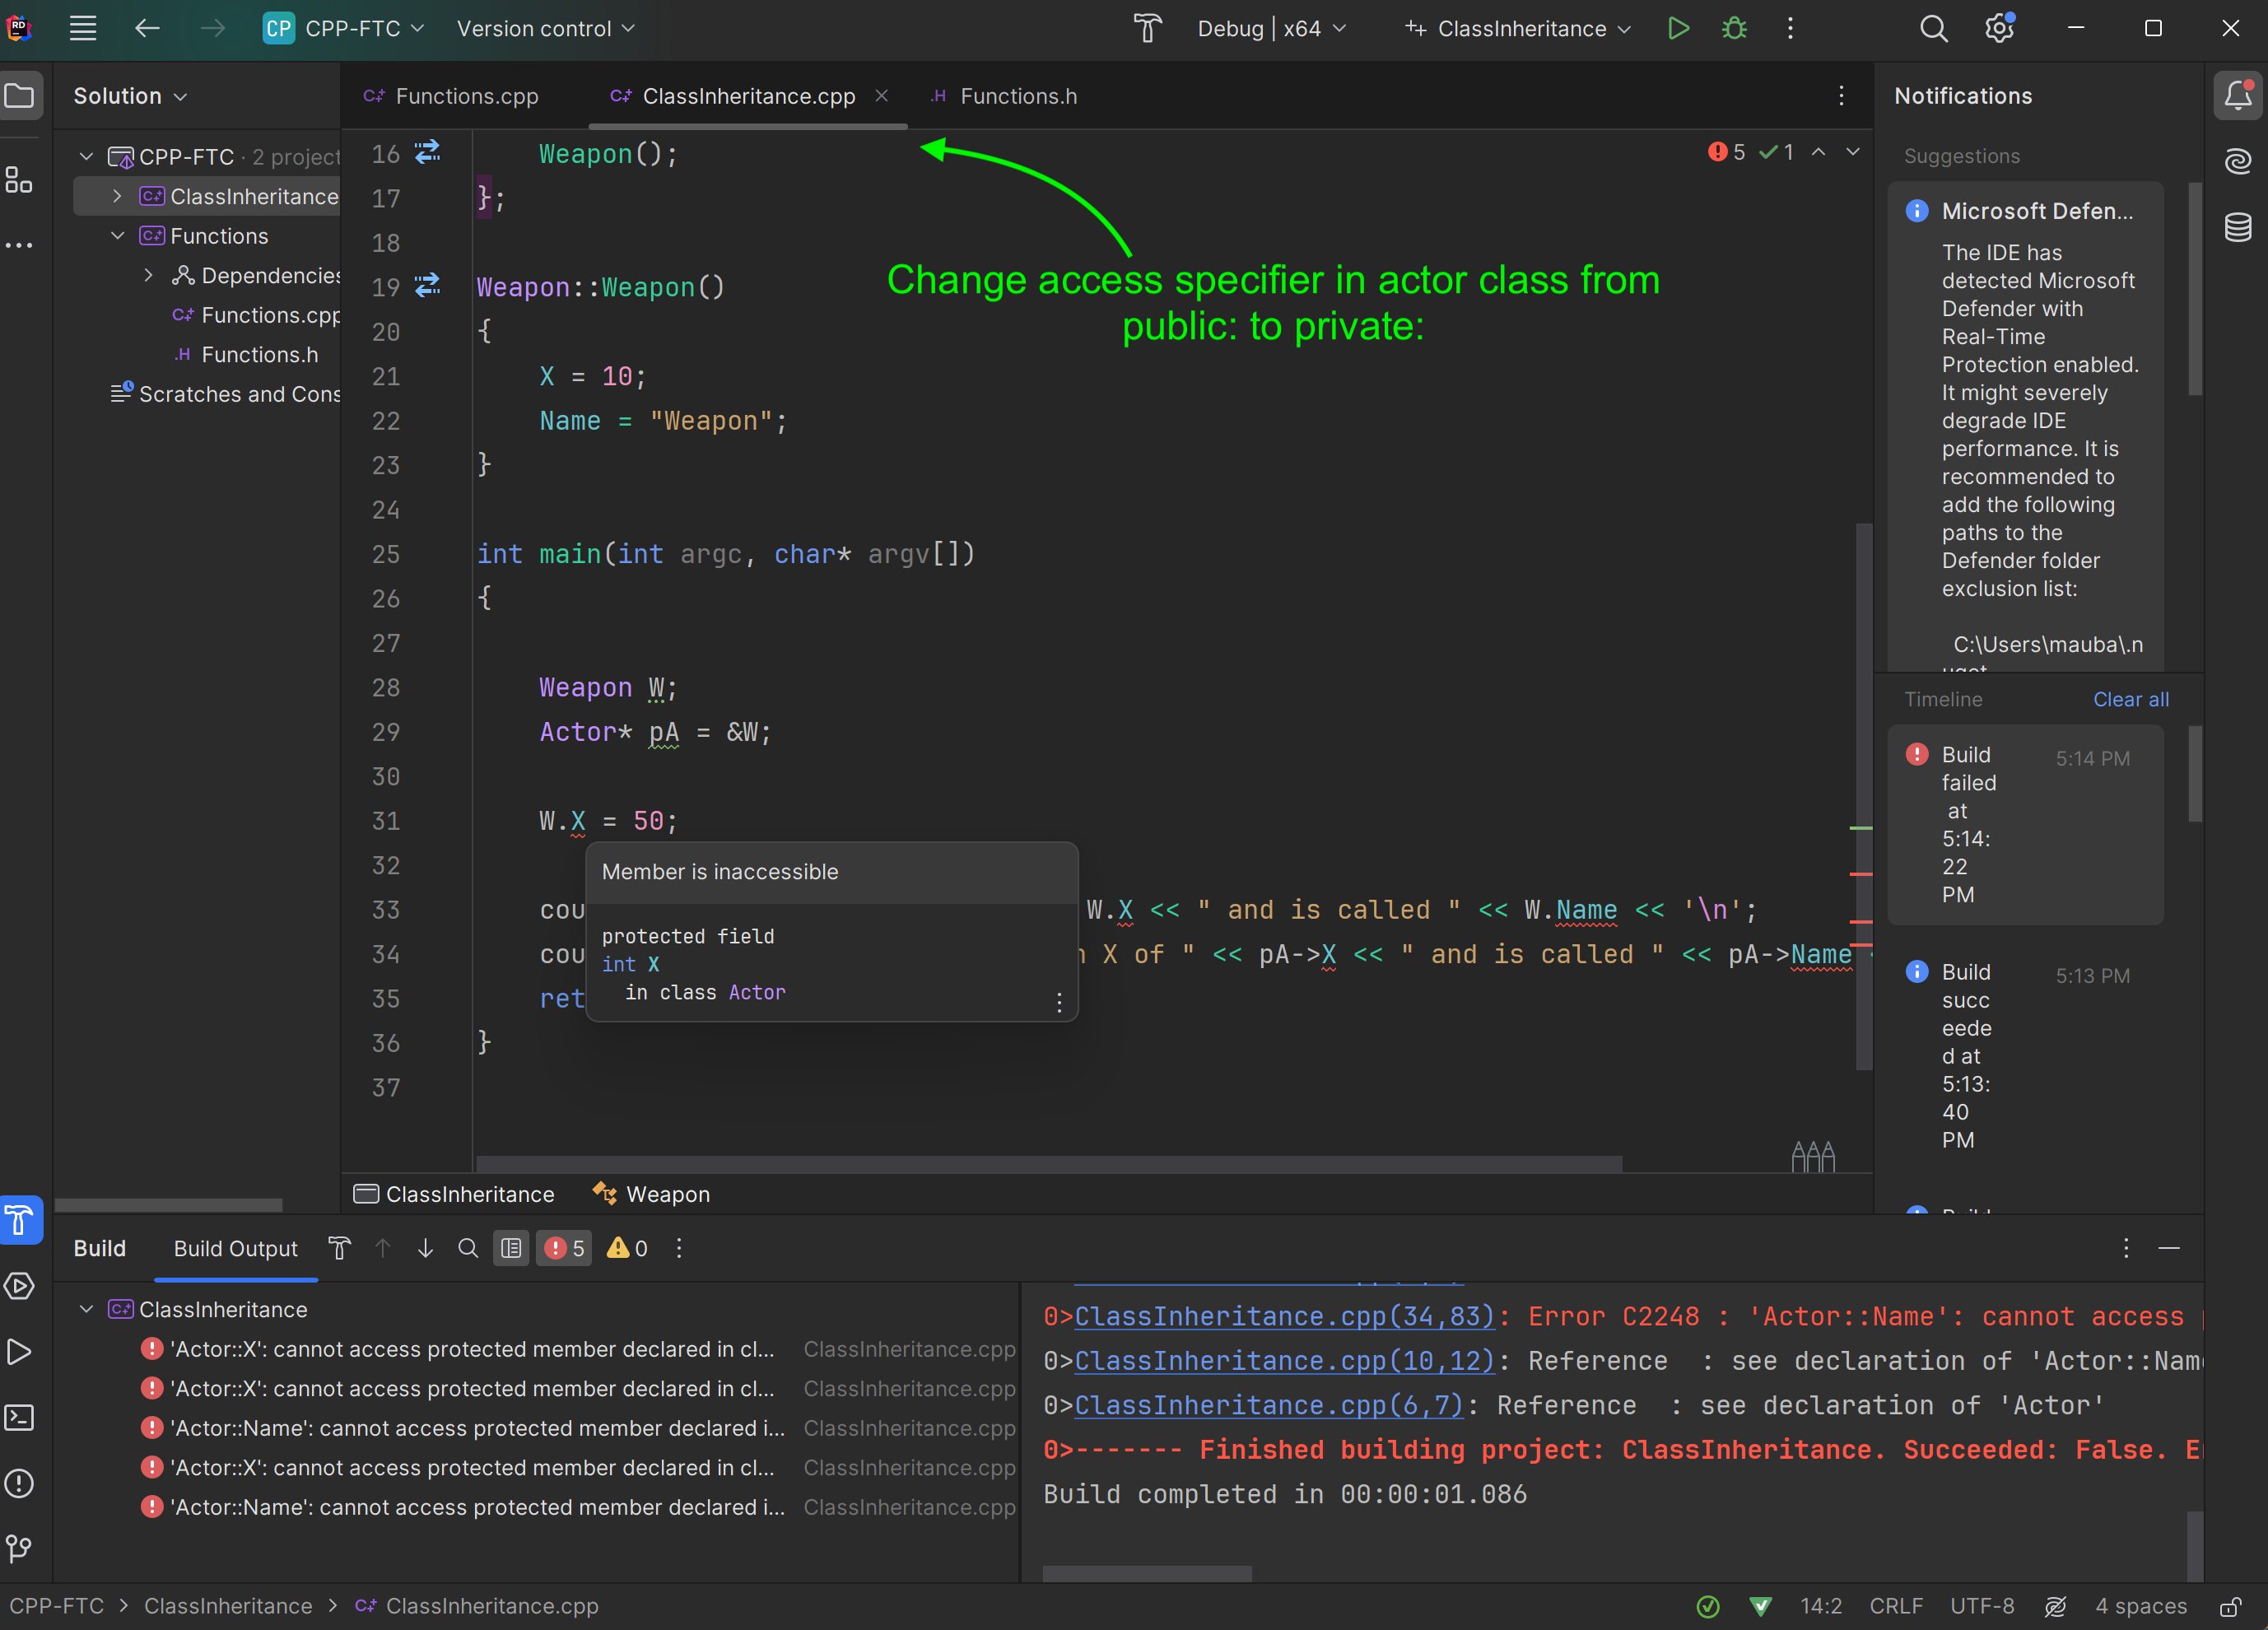 CP CPP-FTC Version control Debug | x64 ClassInheritance
Solution
CPP-FTC · 2 project
ClassInheritance
Functions
Dependencies
Functions.cpp
.H Functions.h
Scratches and Cons
Functions.cpp ClassInheritance.cpp .H Functions.h
5 1
16 Weapon();
17 };
18
19 Weapon::Weapon()
20 {
21 X = 10;
22 Name = "Weapon";
23 }
24
25 int main(int argc, char* argv[])
26 {
27
28 Weapon W;
29 Actor* pA = &W;
30
31 W.X = 50;
32
33 cou W.X << " and is called " << W.Name << '\n';
34 cou n X of " << pA->X << " and is called " << pA->Name
35 ret
36 }
37
Change access specifier in actor class from
public: to private:
Member is inaccessible
protected field
int X
in class Actor
ClassInheritance Weapon
Notifications
Suggestions
Microsoft Defen...
The IDE has
detected Microsoft
Defender with
Real-Time
Protection enabled.
It might severely
degrade IDE
performance. It is
recommended to
add the following
paths to the
Defender folder
exclusion list:
C:\Users\mauba\.n
Timeline Clear all
Build 5:14 PM
failed
at
5:14:
22
PM
Build 5:13 PM
succ
eede
d at
5:13:
40
PM
Build Build Output 5 0
ClassInheritance
'Actor::X': cannot access protected member declared in cl... ClassInheritance.cpp
'Actor::X': cannot access protected member declared in cl... ClassInheritance.cpp
'Actor::Name': cannot access protected member declared i... ClassInheritance.cpp
'Actor::X': cannot access protected member declared in cl... ClassInheritance.cpp
'Actor::Name': cannot access protected member declared i... ClassInheritance.cpp
0>ClassInheritance.cpp(34,83): Error C2248 : 'Actor::Name': cannot access
0>ClassInheritance.cpp(10,12): Reference : see declaration of 'Actor::Nam
0>ClassInheritance.cpp(6,7): Reference : see declaration of 'Actor'
0>------- Finished building project: ClassInheritance. Succeeded: False. E
Build completed in 00:00:01.086
CPP-FTC > ClassInheritance > ClassInheritance.cpp 14:2 CRLF UTF-8 4 spaces